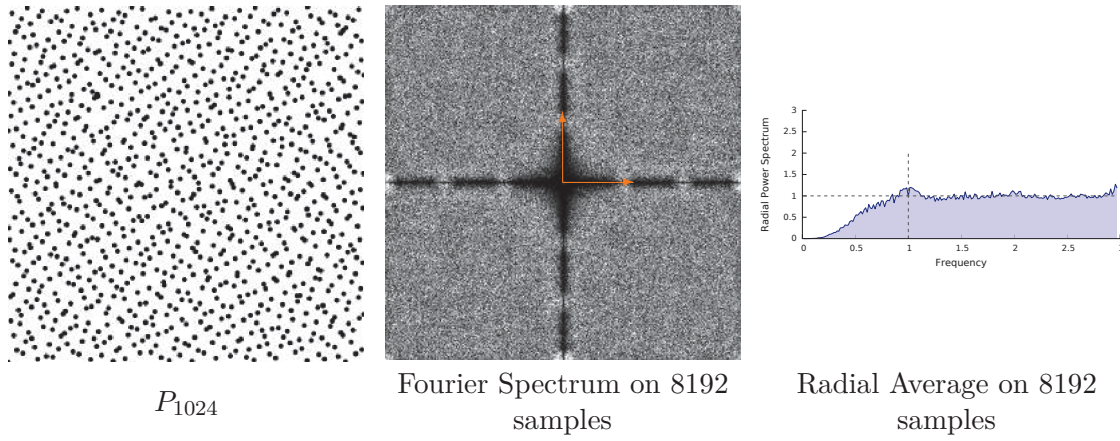 3
2.5
2
1.5
1
0.5
0
Radial Power Spectrum
0 0.5 1 1.5 2 2.5
Frequency
P1024
Fourier Spectrum on 8192
samples
Radial Average on 8192
samples